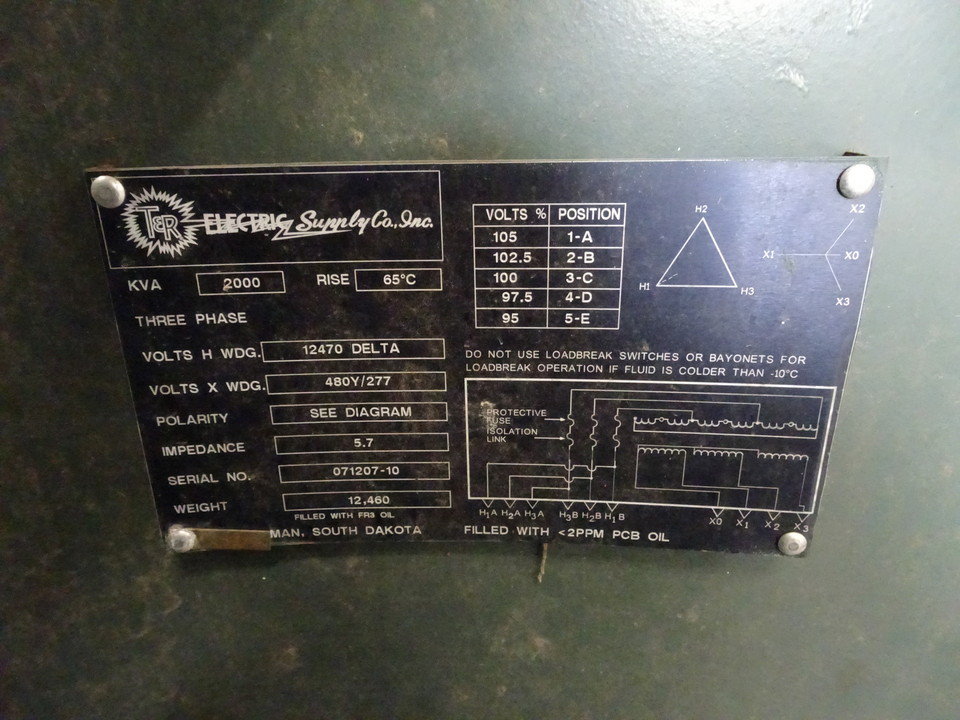 T&R ELECTRIC Supply Co., Inc.
KVA 2000 RISE 65°C
THREE PHASE
VOLTS H WDG. 12470 DELTA
VOLTS X WDG. 480Y/277
POLARITY SEE DIAGRAM
IMPEDANCE 5.7
SERIAL NO. 071207-10
WEIGHT 12,460
FILLED WITH FR3 OIL
MAN, SOUTH DAKOTA
VOLTS % POSITION
105 1-A
102.5 2-B
100 3-C
97.5 4-D
95 5-E
H2
H1 H3
X2
X1 X0
X3
DO NOT USE LOADBREAK SWITCHES OR BAYONETS FOR
LOADBREAK OPERATION IF FLUID IS COLDER THAN -10°C
PROTECTIVE
FUSE
ISOLATION
LINK
H1A H2A H3A H3B H2B H1B X0 X1 X2 X3
FILLED WITH <2PPM PCB OIL